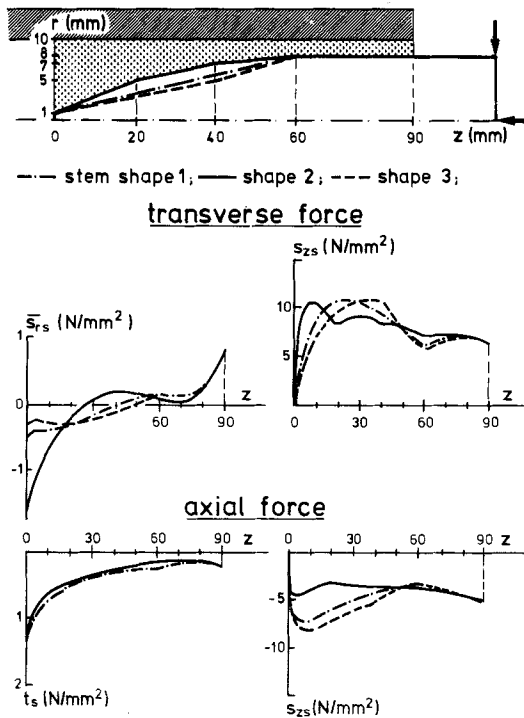 r (mm)
10
8
7
5
1
0 20 40 60 90
z (mm)
stem shape 1; shape 2; shape 3;
transverse force
s̄rs (N/mm²)
1
0
-1
30 60 90
z
szs (N/mm²)
10
5
0 30 60 90
z
axial force
0 30 60 90
z
1
2
ts (N/mm²)
0 30 60 90
z
-5
-10
szs (N/mm²)